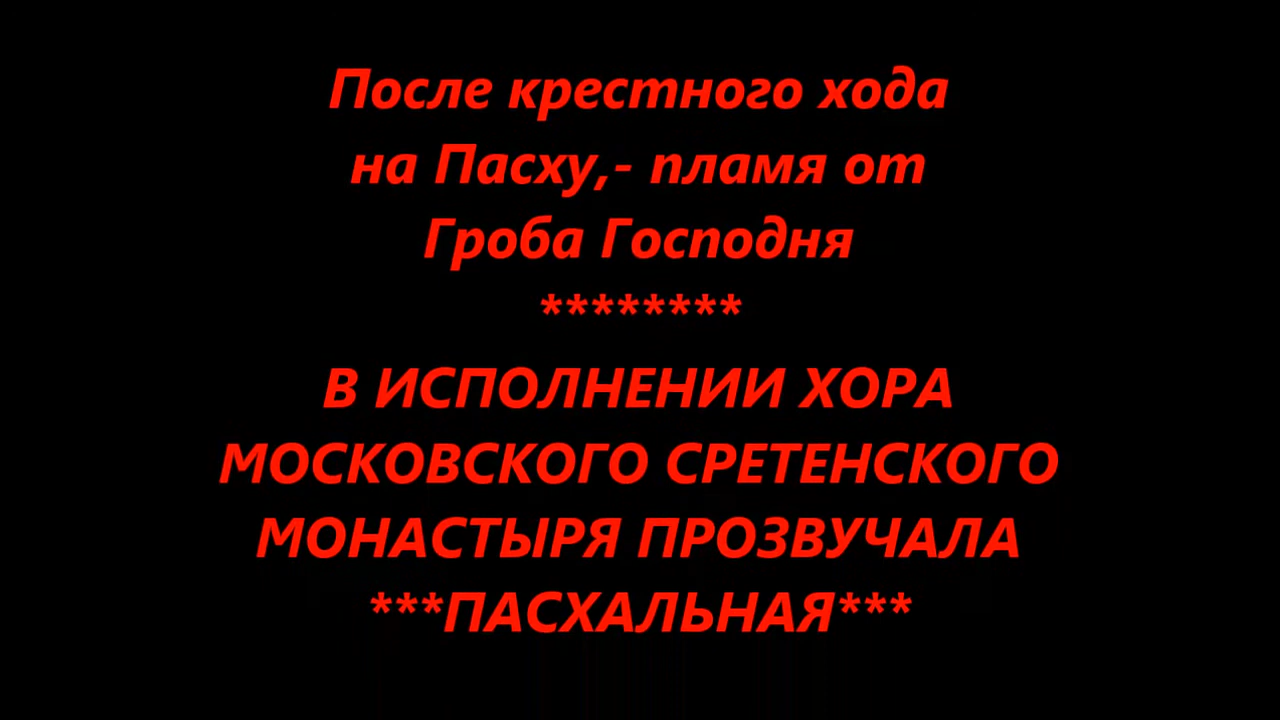 После крестного хода
на Пасху,- пламя от
Гроба Господня
********
В ИСПОЛНЕНИИ ХОРА
МОСКОВСКОГО СРЕТЕНСКОГО
МОНАСТЫРЯ ПРОЗВУЧАЛА
***ПАСХАЛЬНАЯ***